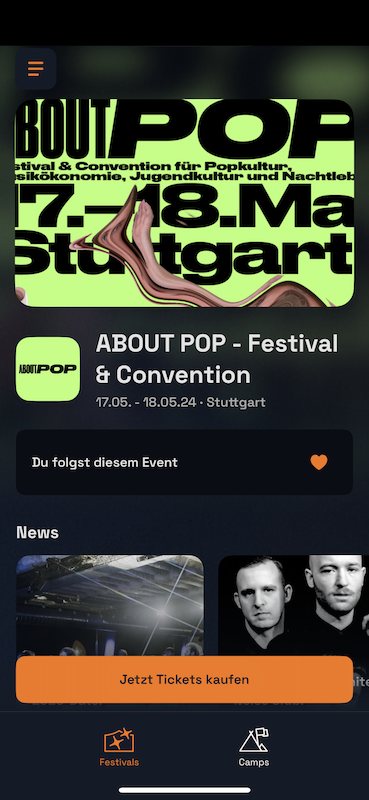 ABOUT POP
stival & Convention für Popkultur,
sikökonomie, Jugendkultur und Nachtleb
17.–18.Ma
Stuttgart
ABOUT POP
ABOUT POP - Festival
& Convention
17.05. - 18.05.24 · Stuttgart
Du folgst diesem Event
News
Jetzt Tickets kaufen
Festivals
Camps